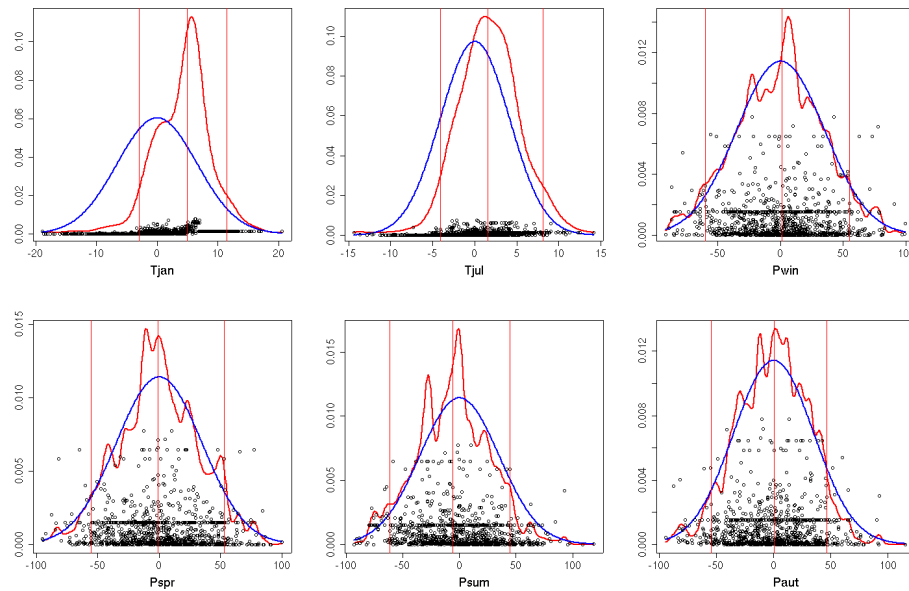 0.00 0.02 0.04 0.06 0.08 0.10
-20 -10 0 10 20
Tjan
0.00 0.02 0.04 0.06 0.08 0.10
-15 -10 -5 0 5 10 15
Tjul
0.000 0.004 0.008 0.012
-50 0 50 100
Pwin
0.000 0.005 0.010 0.015
-100 -50 0 50 100
Pspr
0.000 0.005 0.010 0.015
-100 -50 0 50 100
Psum
0.000 0.004 0.008 0.012
-100 -50 0 50 100
Paut